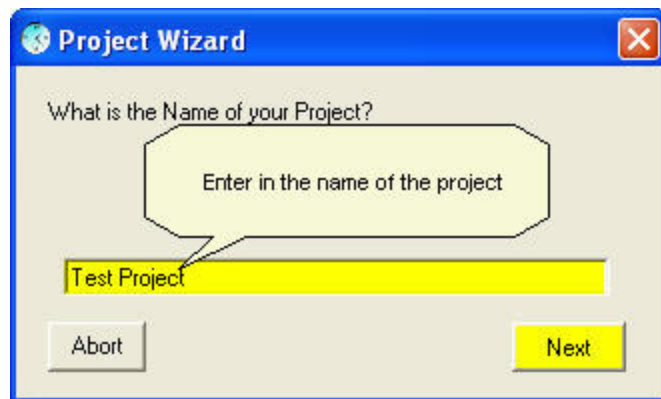 Project Wizard
What is the Name of your Project?
Enter in the name of the project
Test Project
Abort
Next